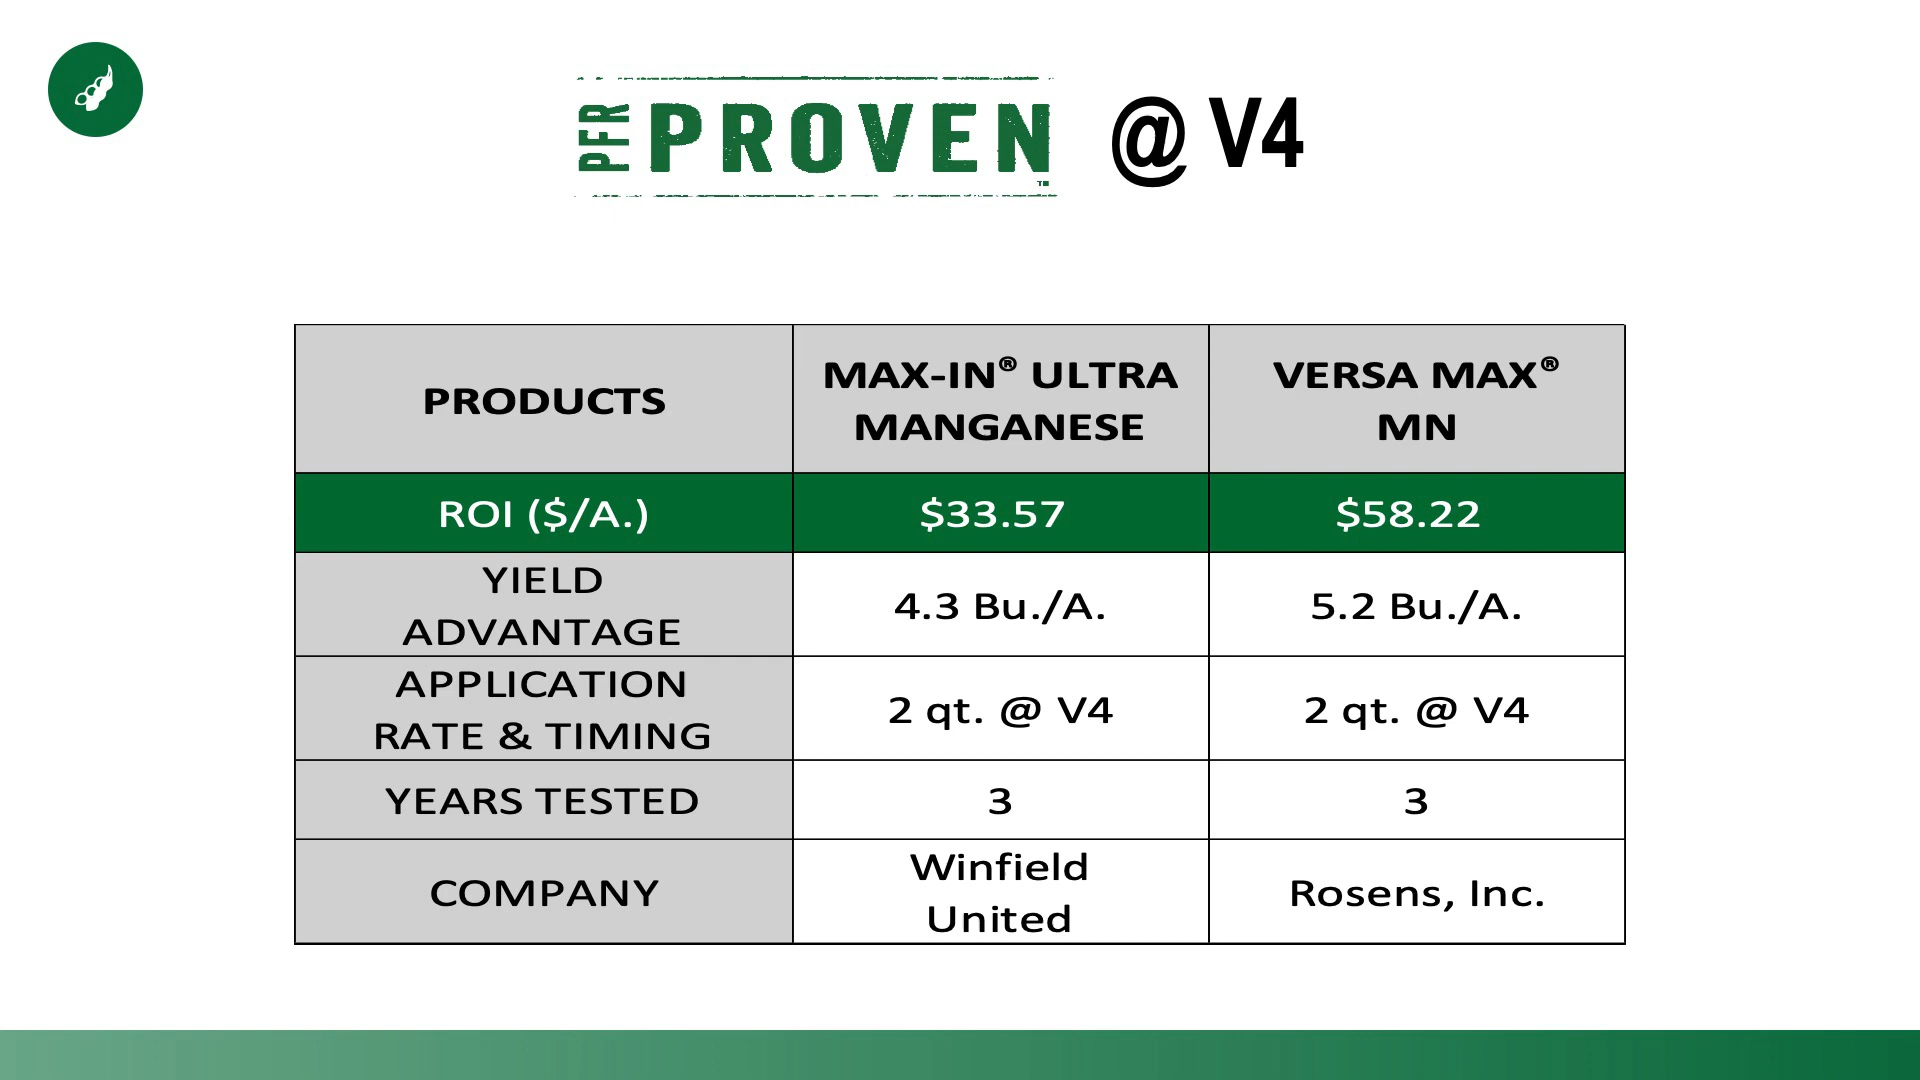 PFR PROVEN™ @ V4
PRODUCTS
MAX-IN® ULTRA
MANGANESE
VERSA MAX®
MN
ROI ($/A.)
$33.57
$58.22
YIELD
ADVANTAGE
4.3 Bu./A.
5.2 Bu./A.
APPLICATION
RATE & TIMING
2 qt. @ V4
2 qt. @ V4
YEARS TESTED
3
3
COMPANY
Winfield
United
Rosens, Inc.